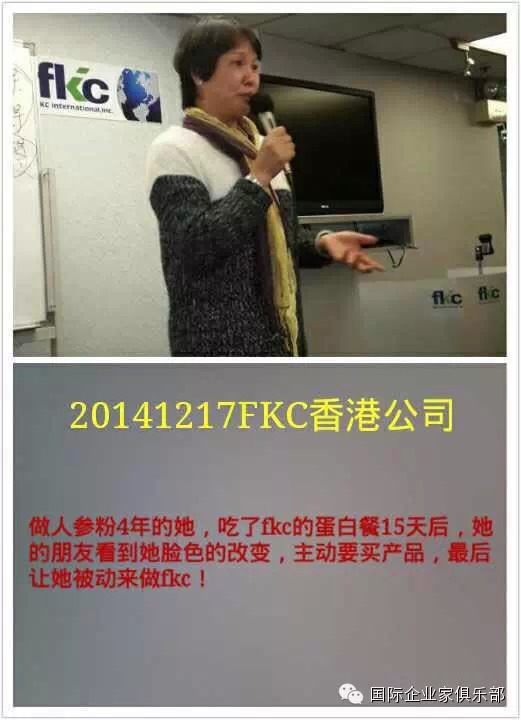 fkc
KC international,inc.
fkc
fkc
20141217FKC香港公司
做人参粉4年的她，吃了fkc的蛋白餐15天后，她
的朋友看到她脸色的改变，主动要买产品，最后
让她被动来做fkc！
国际企业家俱乐部